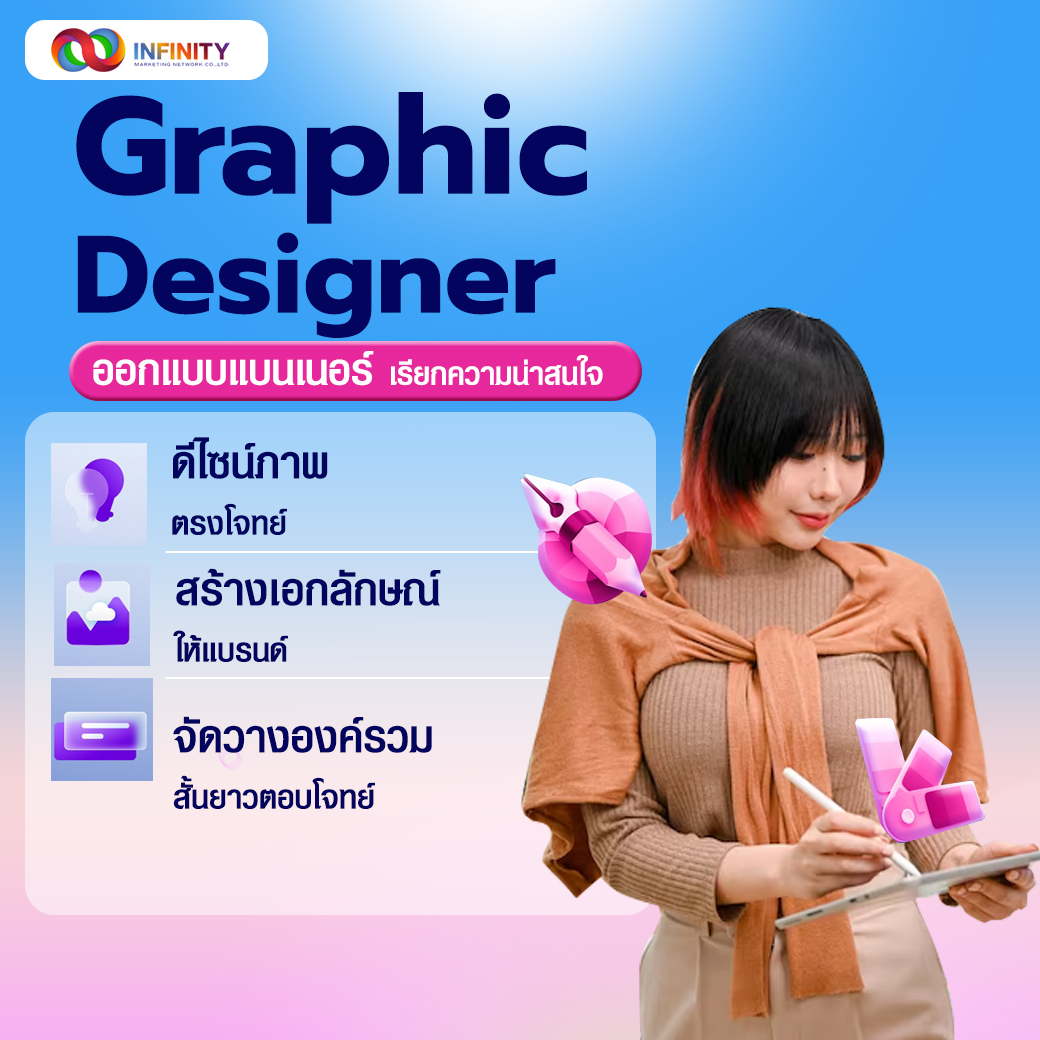 INFINITY
MARKETING NETWORK CO.,LTD
Graphic
Designer
ออกแบบแบนเนอร์ เรียกความน่าสนใจ
ดีไซน์ภาพ
ตรงโจทย์
สร้างเอกลักษณ์
ให้แบรนด์
จัดวางองค์รวม
สั้นยาวตอบโจทย์